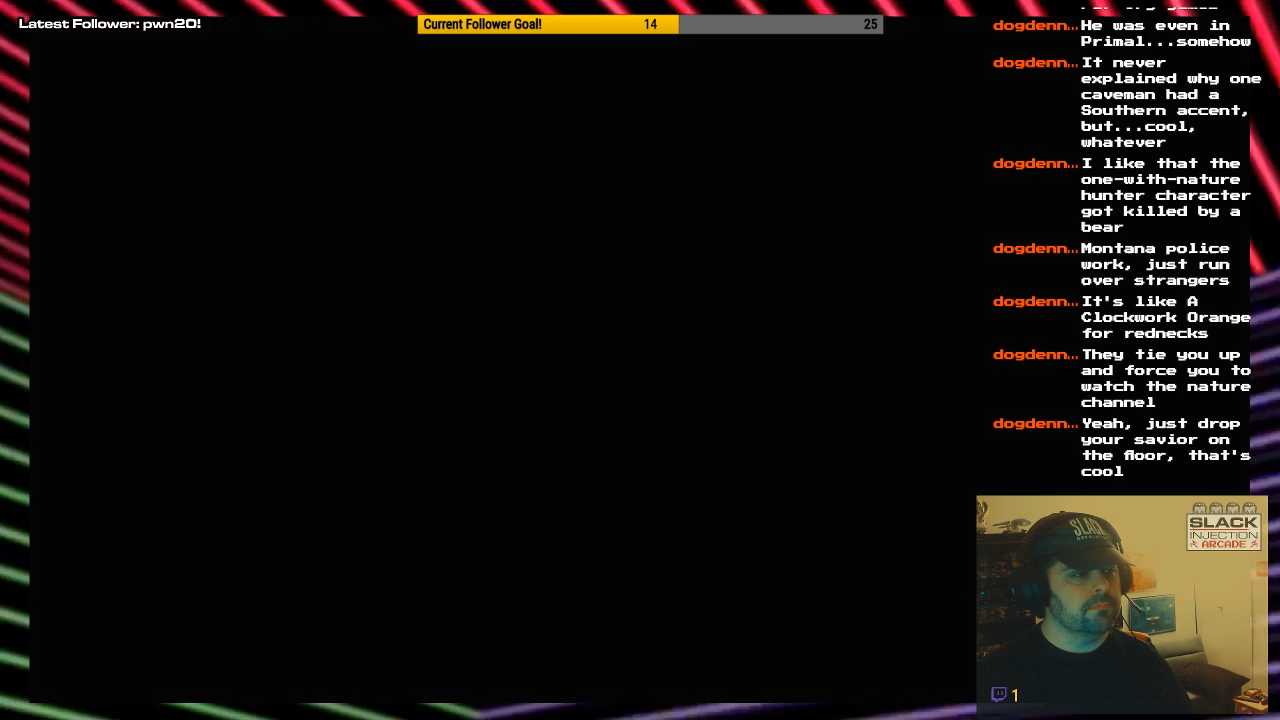 Latest Follower: pwn20!
Current Follower Goal! 14 25
dogdenn... He was even in
Primal...somehow
dogdenn... It never
explained why one
caveman had a
Southern accent,
but...cool,
whatever
dogdenn... I like that the
one-with-nature
hunter character
got killed by a
bear
dogdenn... Montana police
work, just run
over strangers
dogdenn... It's like A
Clockwork Orange
for rednecks
dogdenn... They tie you up
and force you to
watch the nature
channel
dogdenn... Yeah, just drop
your savior on
the floor, that's
cool
SLACK
INJECTION
ARCADE
SLACK
1